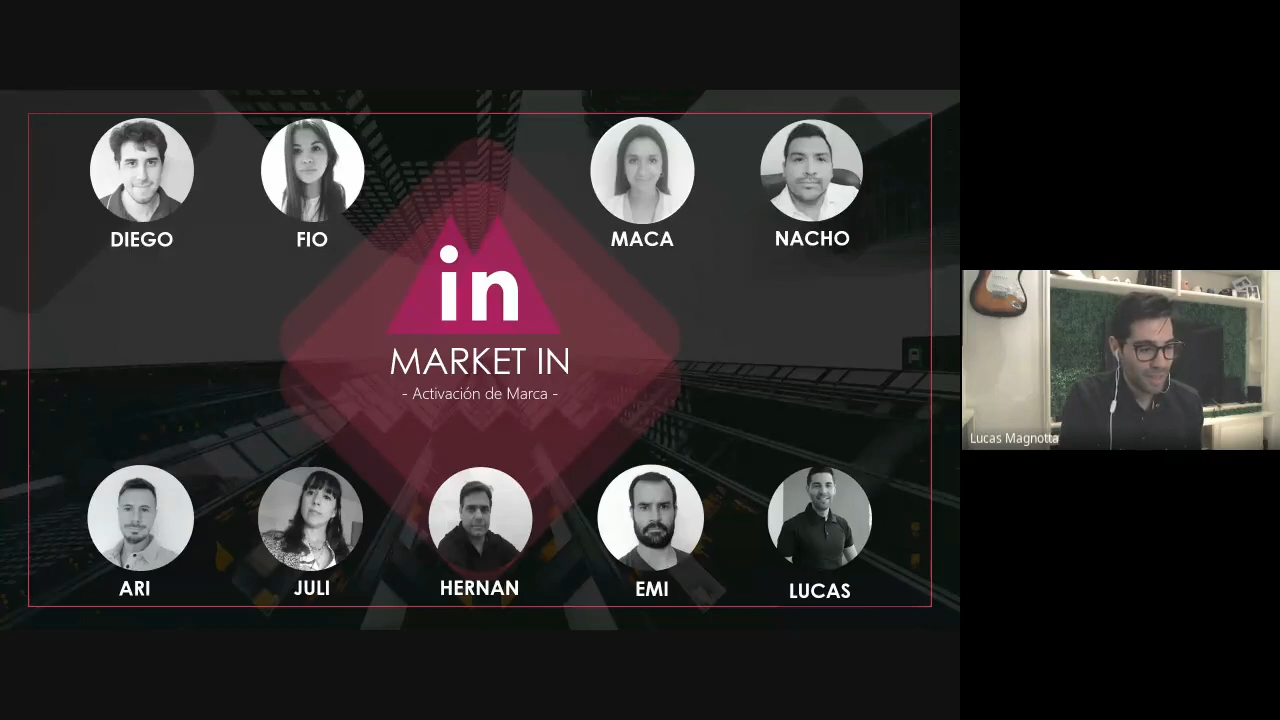 DIEGO
FIO
MACA
NACHO
in
MARKET IN
- Activación de Marca -
ARI
JULI
HERNAN
EMI
LUCAS
Lucas Magnotta